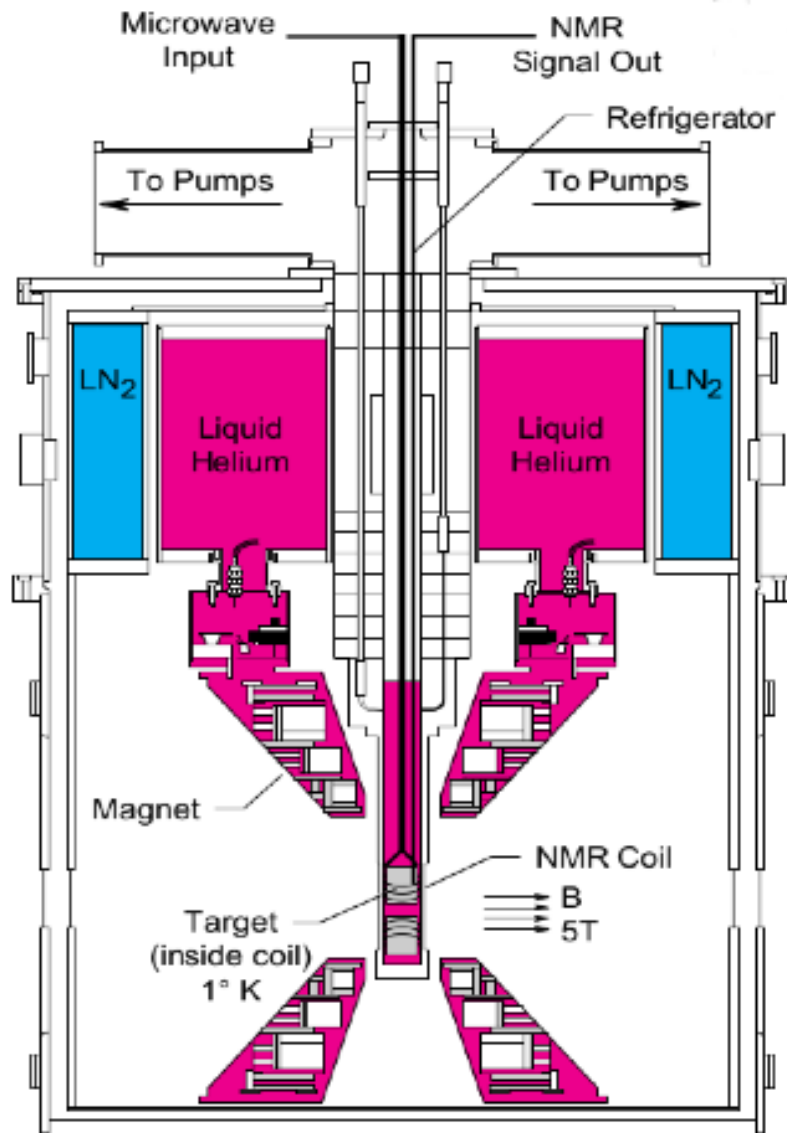 Microwave
Input
NMR
Signal Out
Refrigerator
To Pumps
To Pumps
LN₂
Liquid
Helium
Liquid
Helium
LN₂
Magnet
NMR Coil
Target
(inside coil)
1° K
B
5T